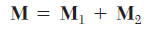 M = M₁ + M₂